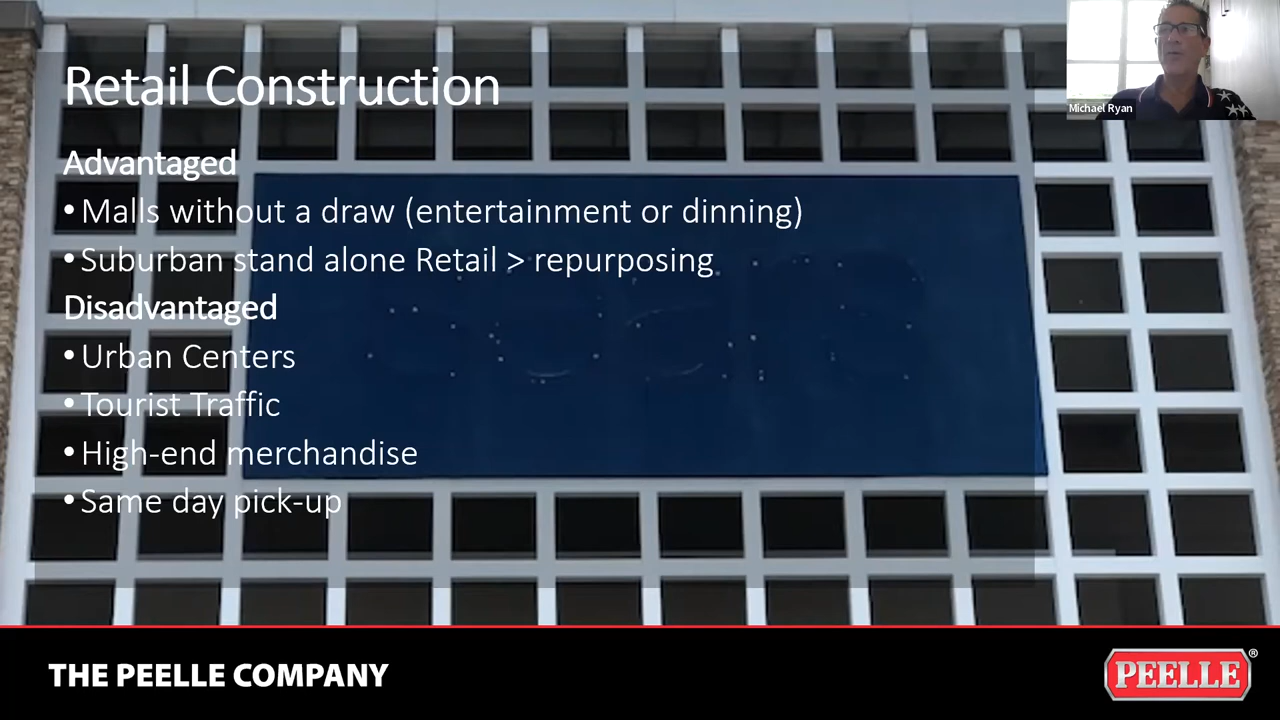 Retail Construction
Michael Ryan
Advantaged
• Malls without a draw (entertainment or dinning)
• Suburban stand alone Retail > repurposing
Disadvantaged
• Urban Centers
• Tourist Traffic
• High-end merchandise
• Same day pick-up
THE PEELLE COMPANY
PEELLE®